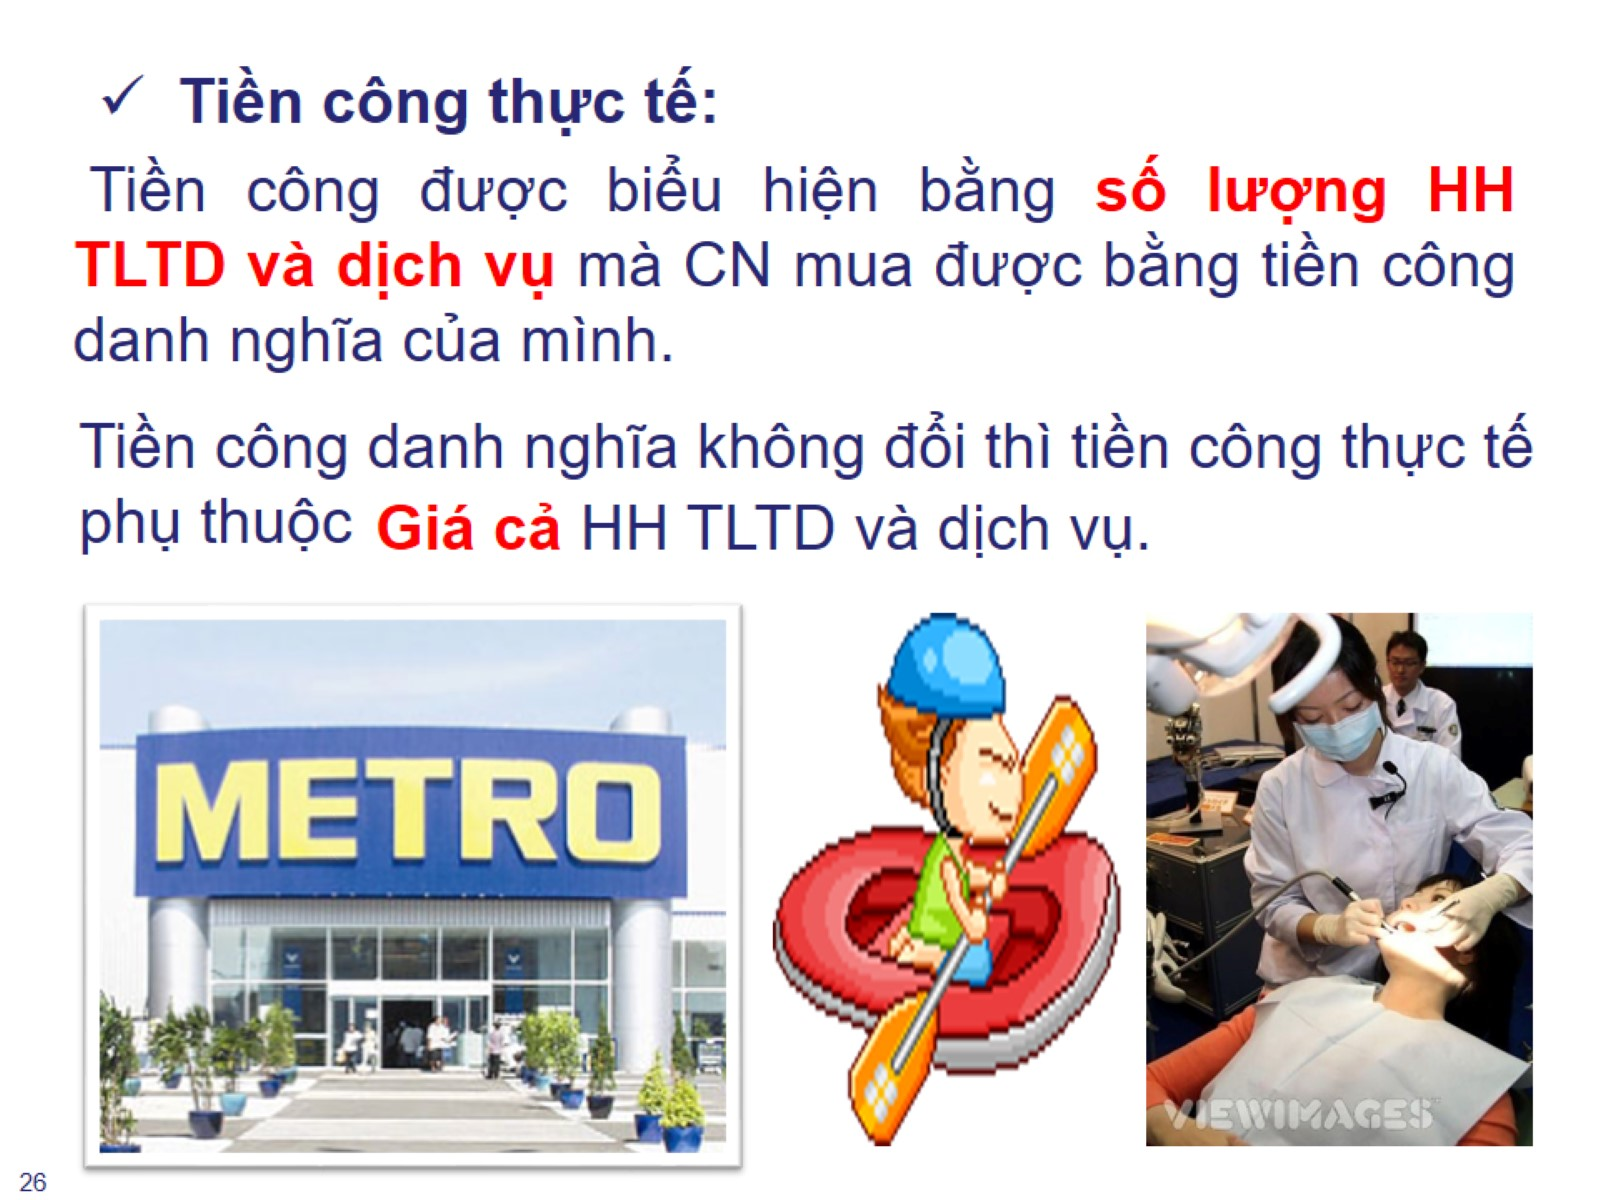 ✓ Tiền công thực tế:
Tiền công được biểu hiện bằng số lượng HH
TLTD và dịch vụ mà CN mua được bằng tiền công
danh nghĩa của mình.
Tiền công danh nghĩa không đổi thì tiền công thực tế
phụ thuộc Giá cả HH TLTD và dịch vụ.
METRO
VIEWIMAGES
26